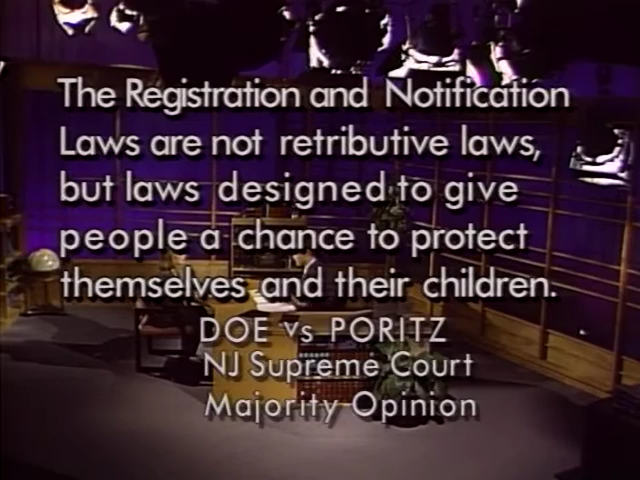 The Registration and Notification
Laws are not retributive laws,
but laws designed to give
people a chance to protect
themselves and their children.
DOE vs PORITZ
NJ Supreme Court
Majority Opinion